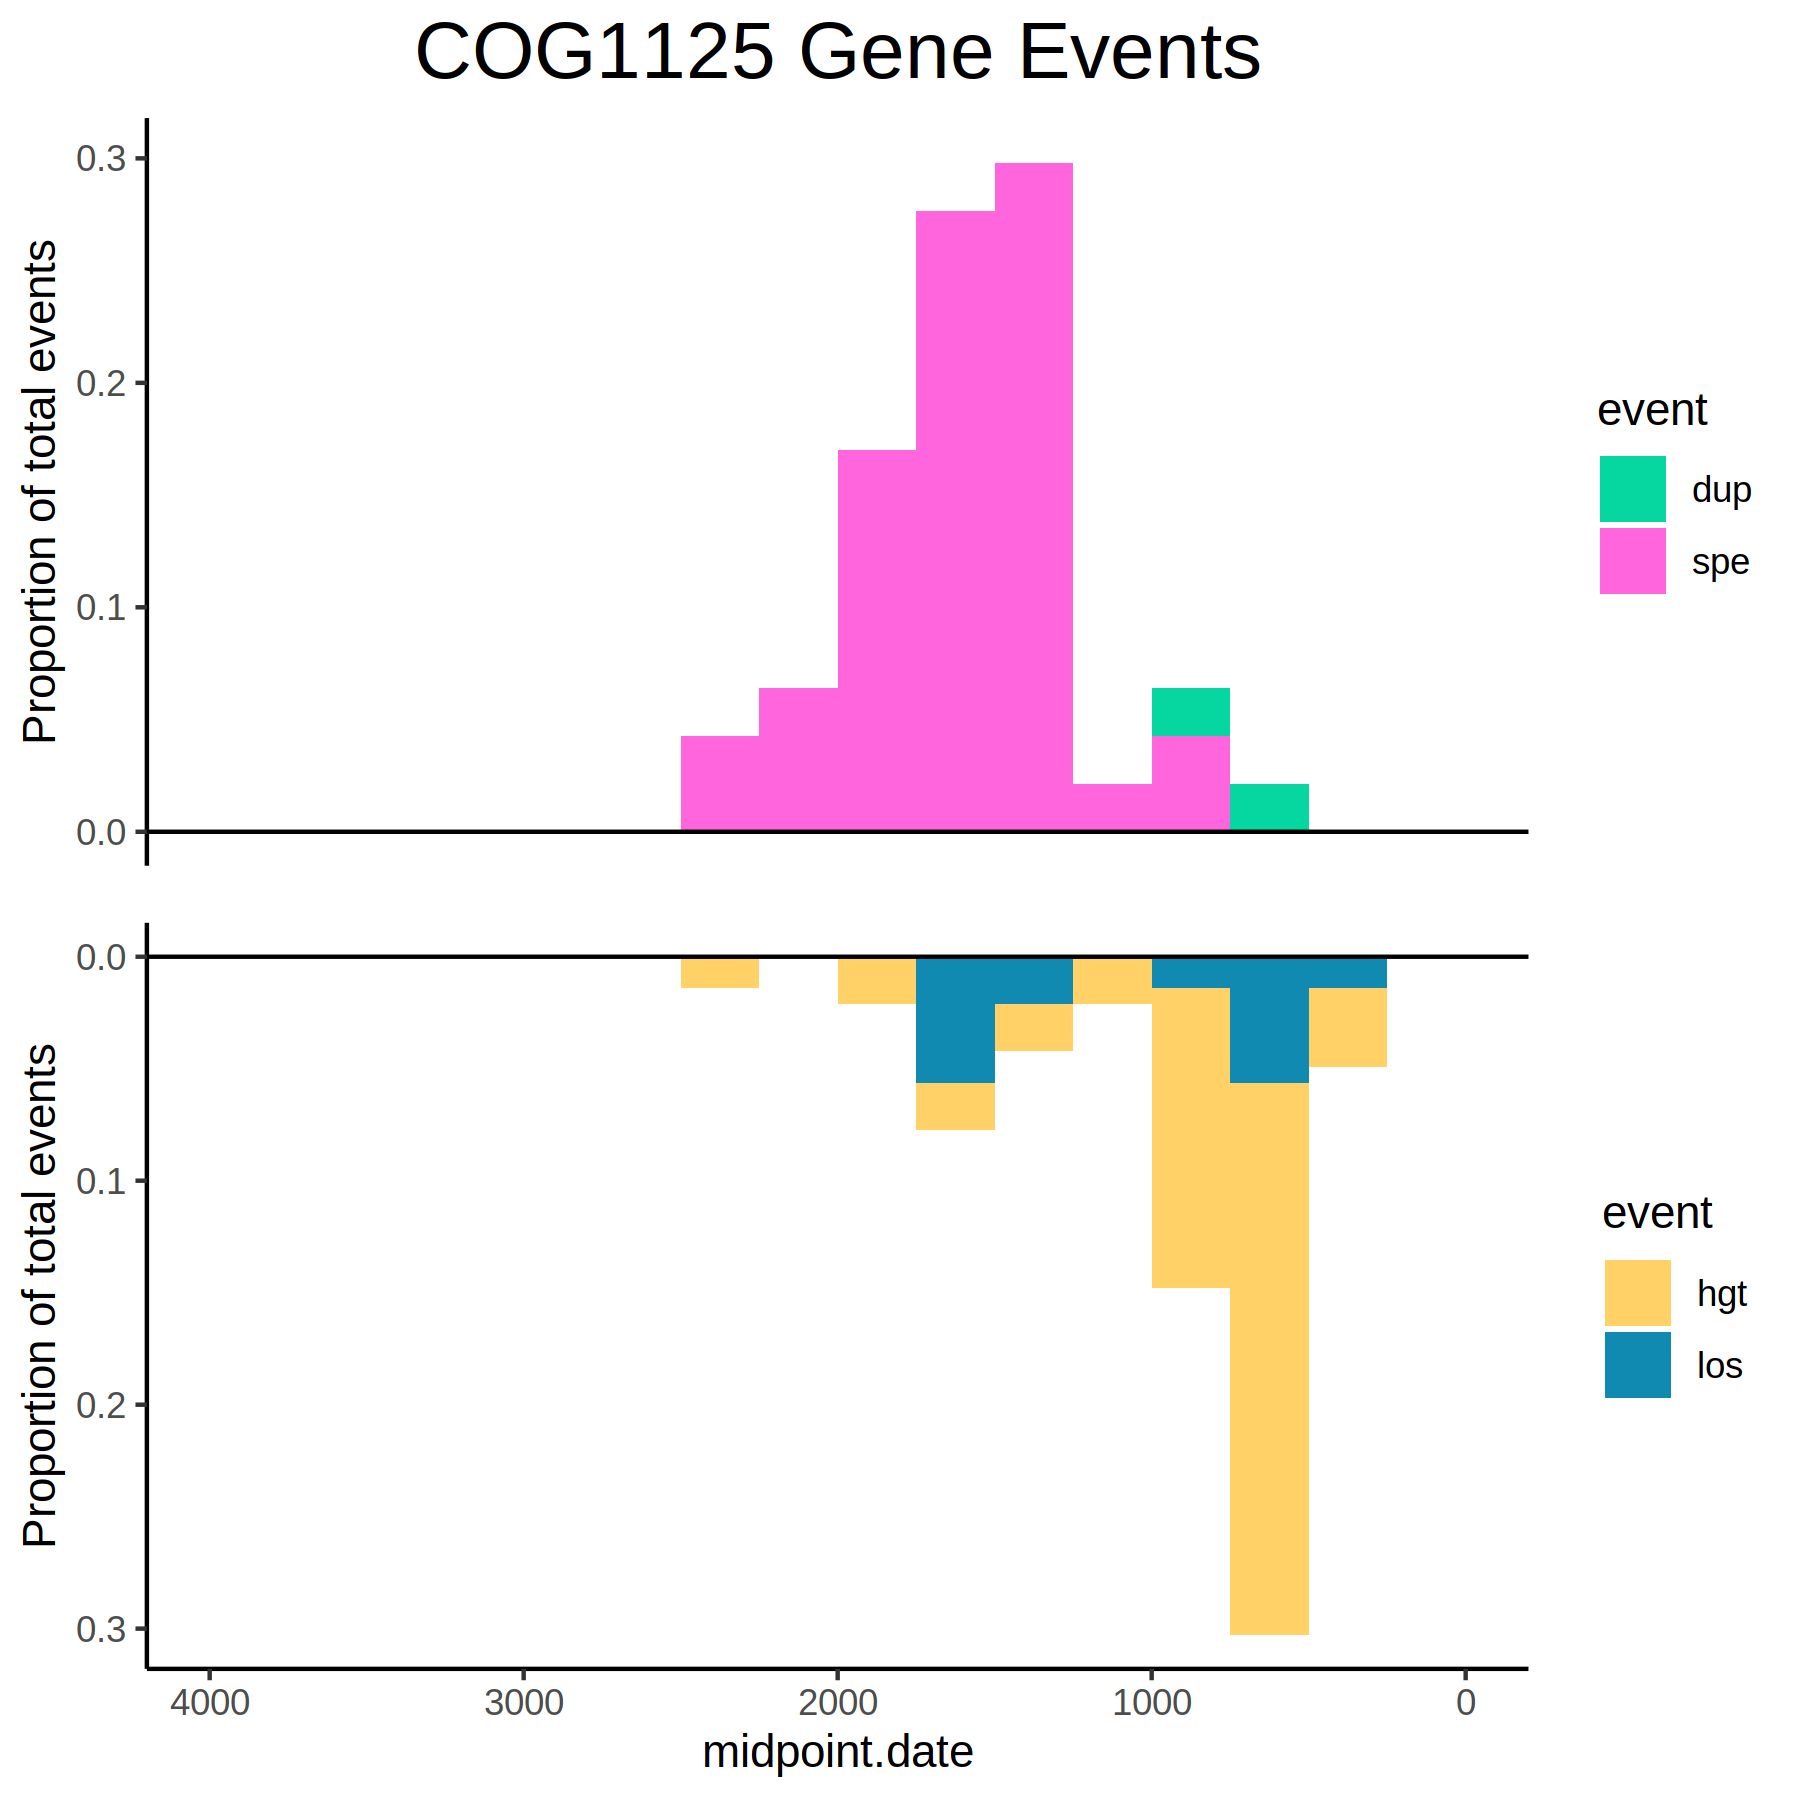 COG1125 Gene Events
Proportion of total events
0.3
0.2
0.1
0.0
event
dup
spe
Proportion of total events
0.0
0.1
0.2
0.3
event
hgt
los
4000 3000 2000 1000 0
midpoint.date